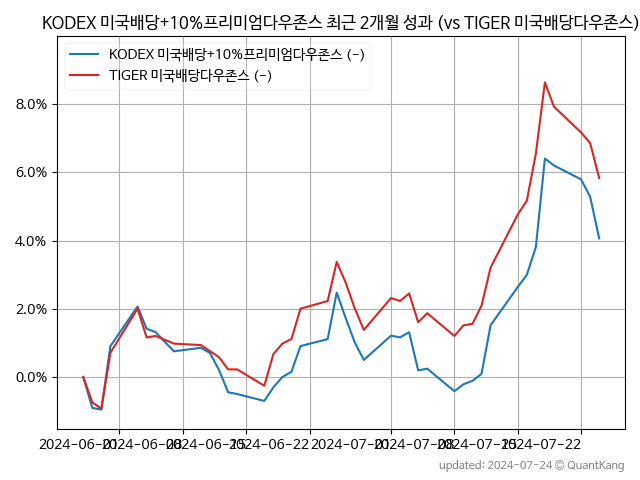 KODEX 미국배당+10%프리미엄다우존스 최근 2개월 성과 (vs TIGER 미국배당다우존스)
KODEX 미국배당+10%프리미엄다우존스 (-)
TIGER 미국배당다우존스 (-)
8.0%
6.0%
4.0%
2.0%
0.0%
2024-06-01 2024-06-08 2024-06-15 2024-06-22 2024-07-01 2024-07-08 2024-07-15 2024-07-22
updated: 2024-07-24 © QuantKang